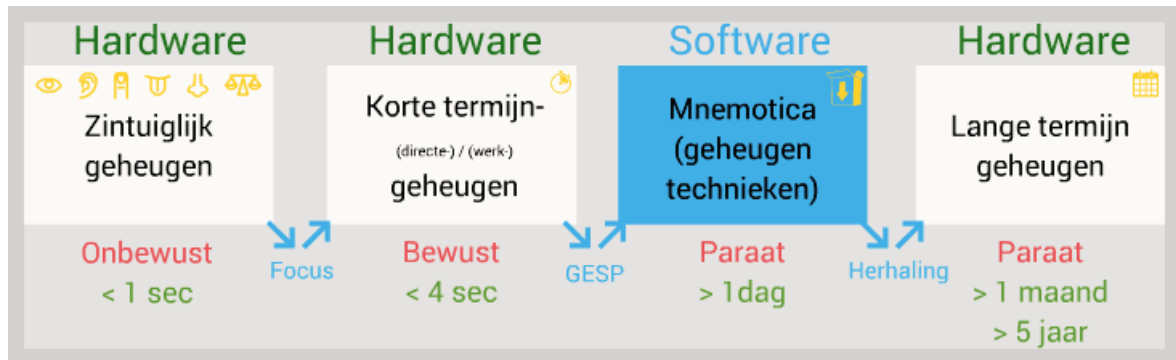 Hardware
Hardware
Software
Hardware
Zintuiglijk
geheugen
Korte termijn-
(directe-) / (werk-)
geheugen
Mnemotica
(geheugen
technieken)
Lange termijn
geheugen
Onbewust
< 1 sec
Focus
Bewust
< 4 sec
GESP
Paraat
> 1dag
Herhaling
Paraat
> 1 maand
> 5 jaar